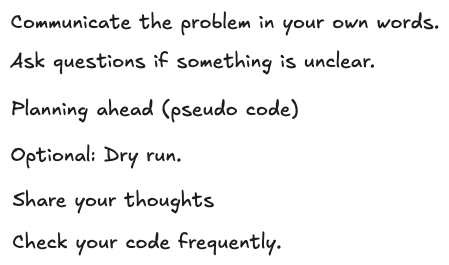 Communicate the problem in your own words.
Ask questions if something is unclear.
Planning ahead (pseudo code)
Optional: Dry run.
Share your thoughts
Check your code frequently.